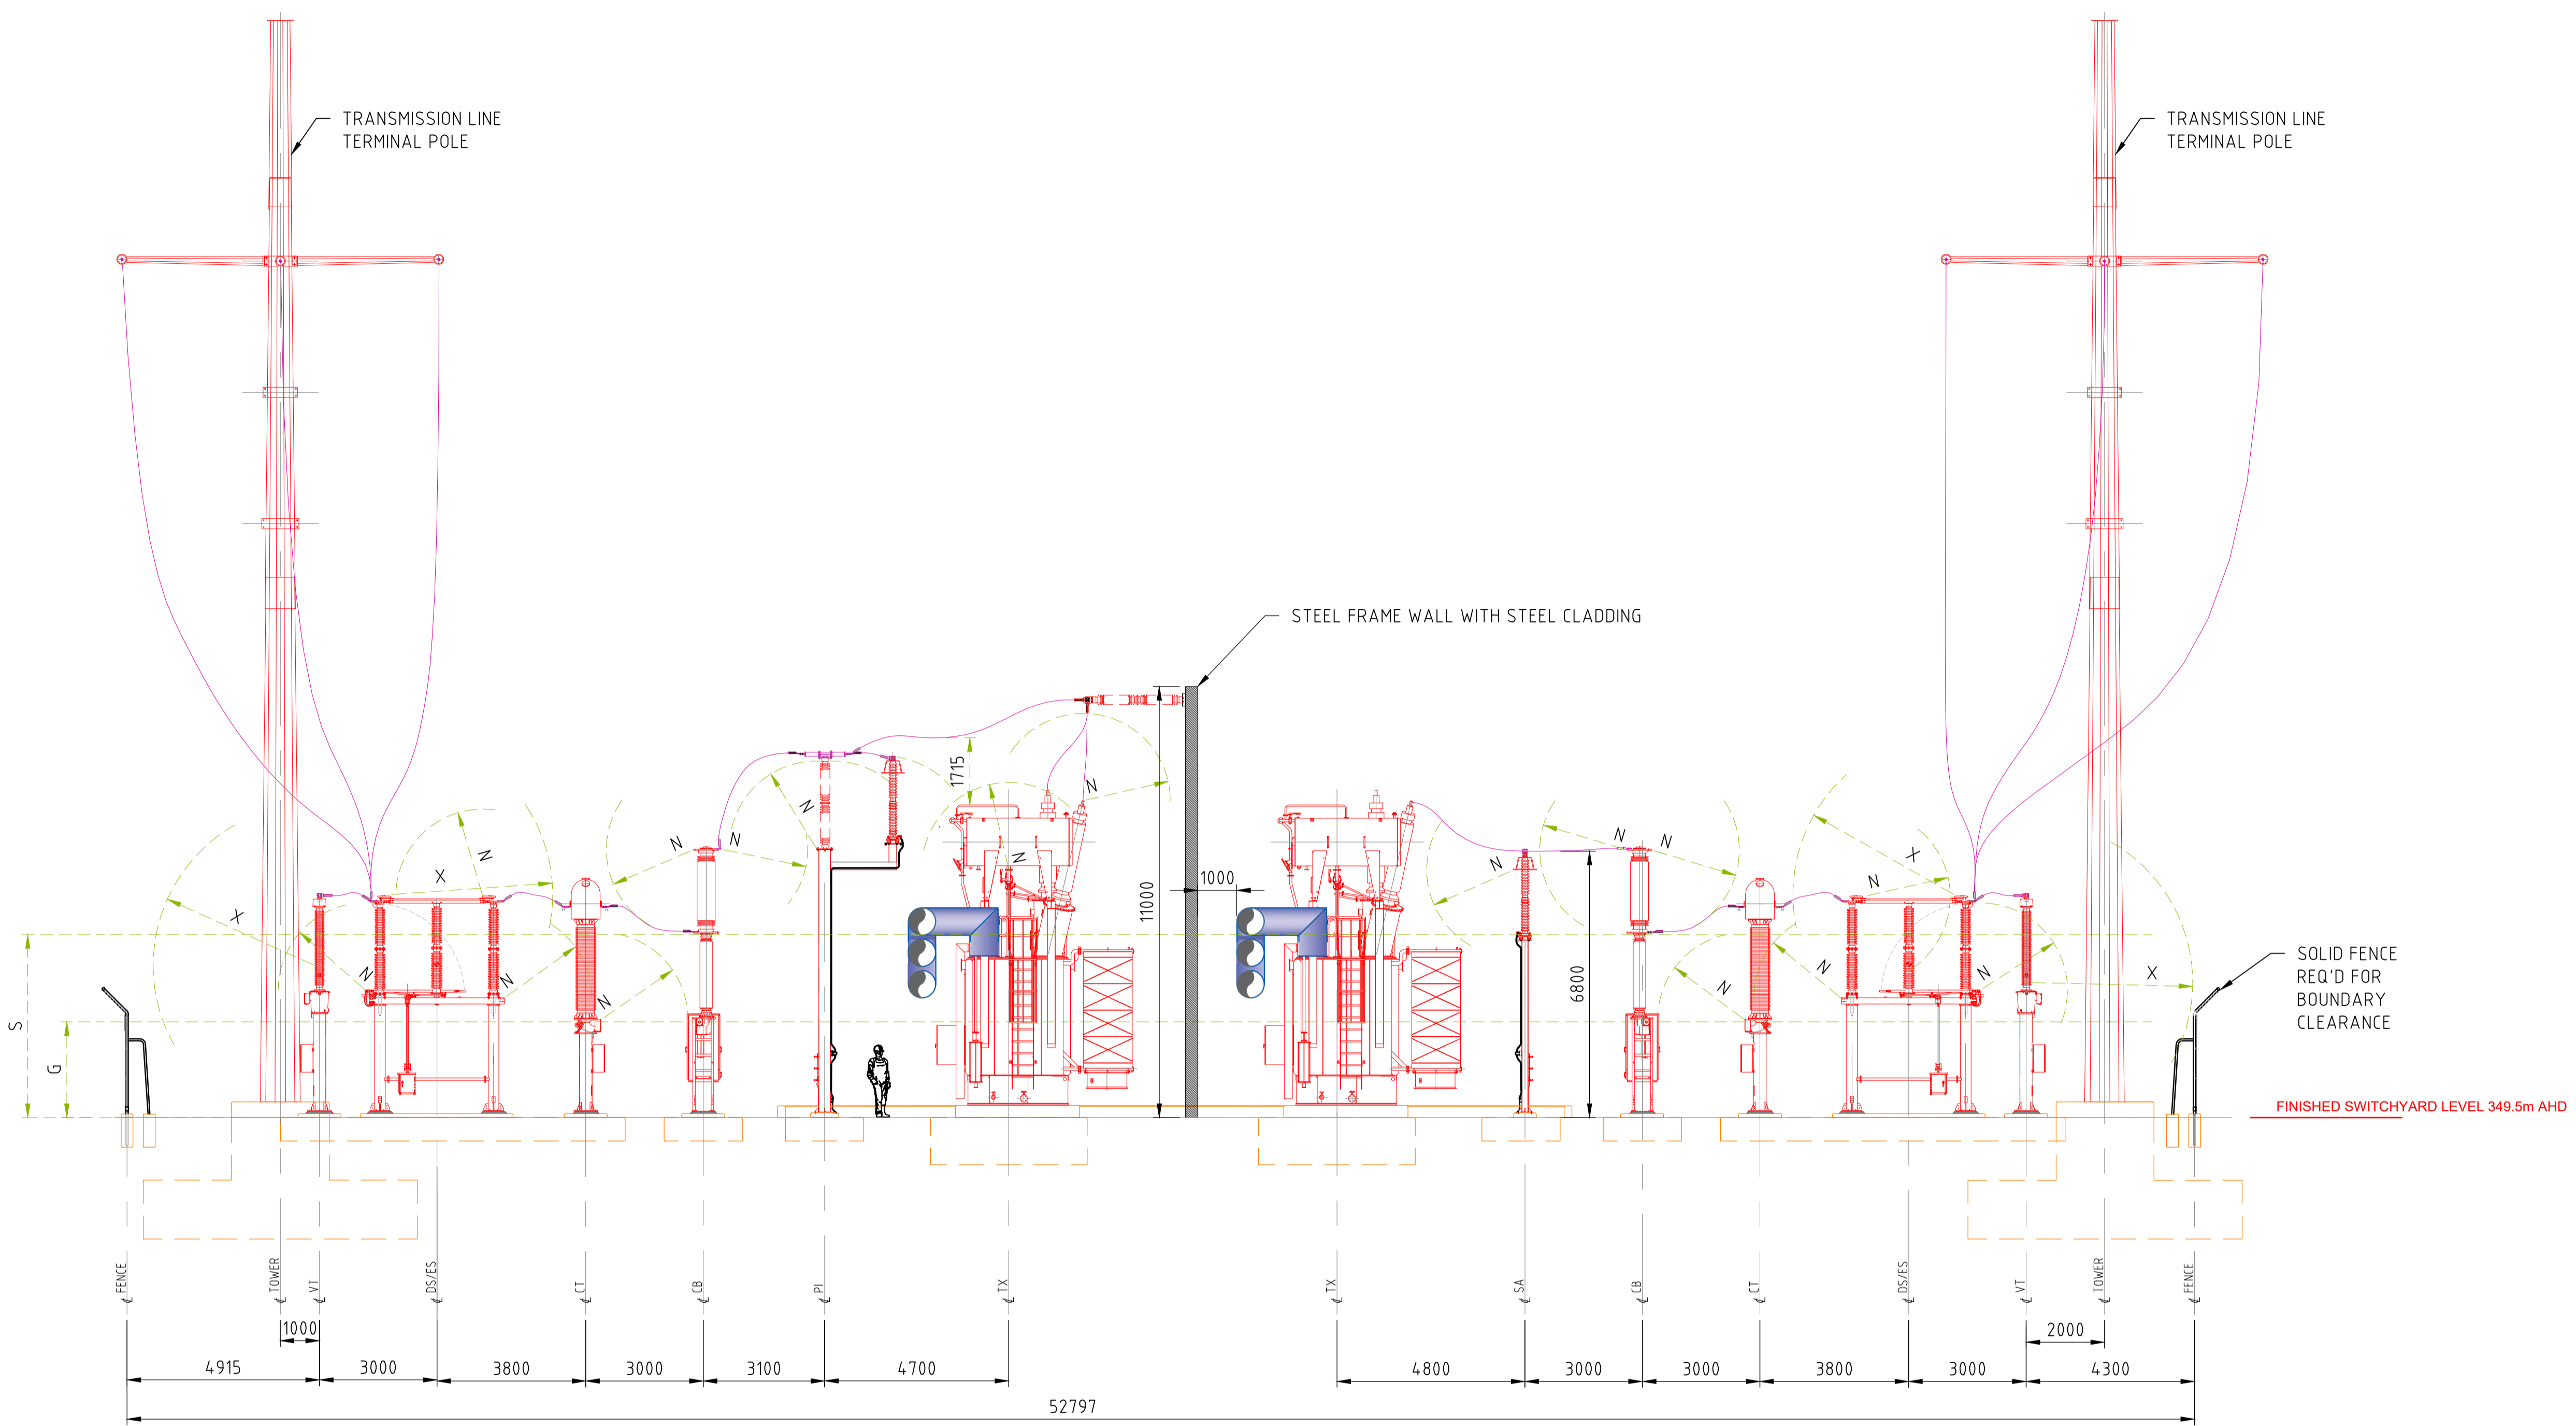 TRANSMISSION LINE
TERMINAL POLE
TRANSMISSION LINE
TERMINAL POLE
STEEL FRAME WALL WITH STEEL CLADDING
1715
N
N
N
N
N
X
N
X
N
N
N
N
11000
1000
N
N
N
X
N
N
N
N
X
6800
SOLID FENCE
REQ'D FOR
BOUNDARY
CLEARANCE
S
G
FINISHED SWITCHYARD LEVEL 349.5m AHD
℄ FENCE
℄ TOWER
℄ VT
℄ DS/ES
℄ CT
℄ CB
℄ PI
℄ TX
℄ TX
℄ SA
℄ CB
℄ CT
℄ DS/ES
℄ VT
℄ TOWER
℄ FENCE
1000
2000
4915
3000
3800
3000
3100
4700
4800
3000
3000
3800
3000
4300
52797